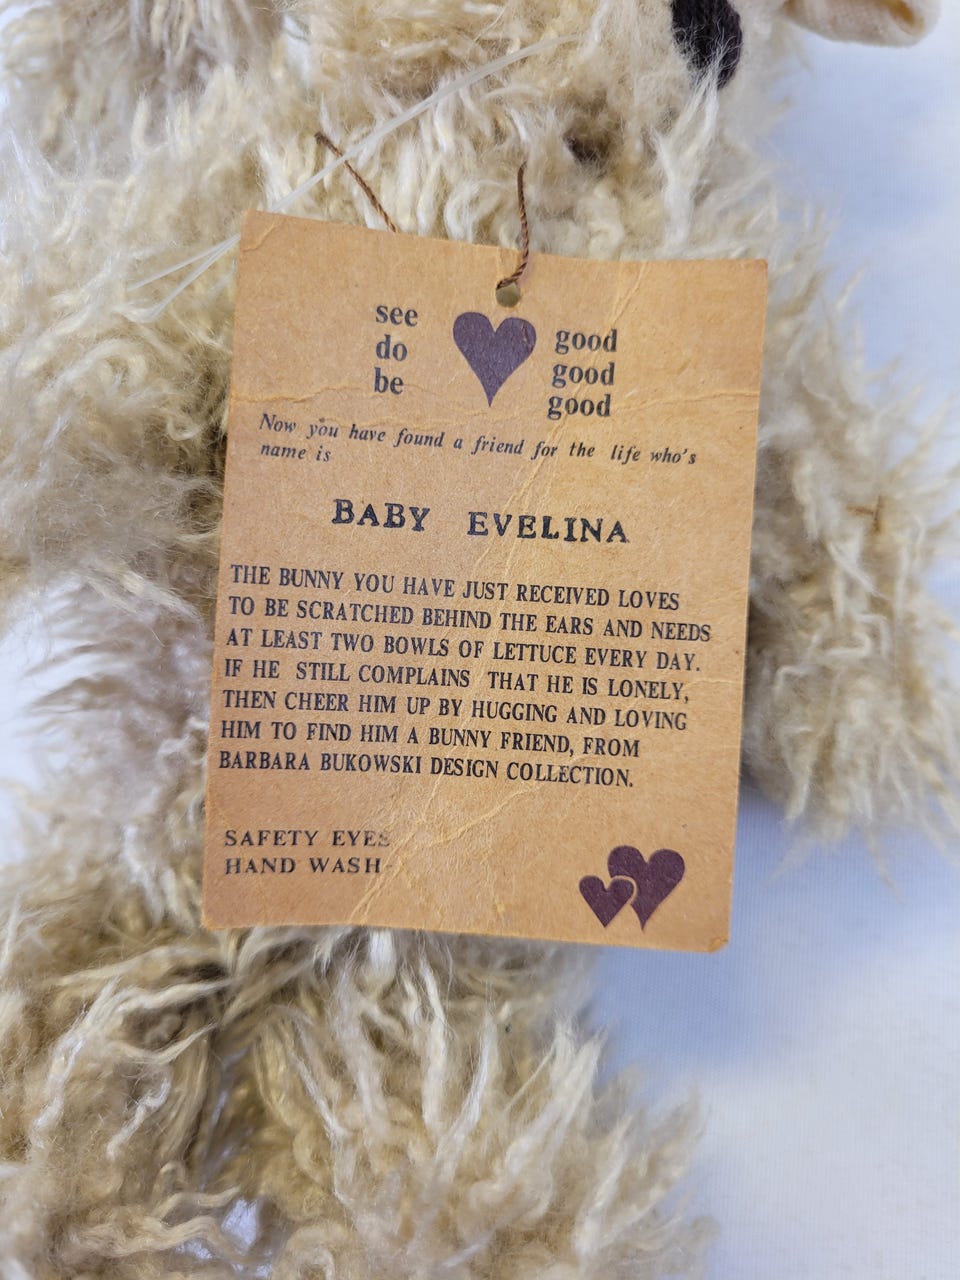 see good
do good
be good
Now you have found a friend for the life who's
name is
BABY EVELINA
THE BUNNY YOU HAVE JUST RECEIVED LOVES
TO BE SCRATCHED BEHIND THE EARS AND NEEDS
AT LEAST TWO BOWLS OF LETTUCE EVERY DAY.
IF HE STILL COMPLAINS THAT HE IS LONELY,
THEN CHEER HIM UP BY HUGGING AND LOVING
HIM TO FIND HIM A BUNNY FRIEND, FROM
BARBARA BUKOWSKI DESIGN COLLECTION.
SAFETY EYES
HAND WASH-